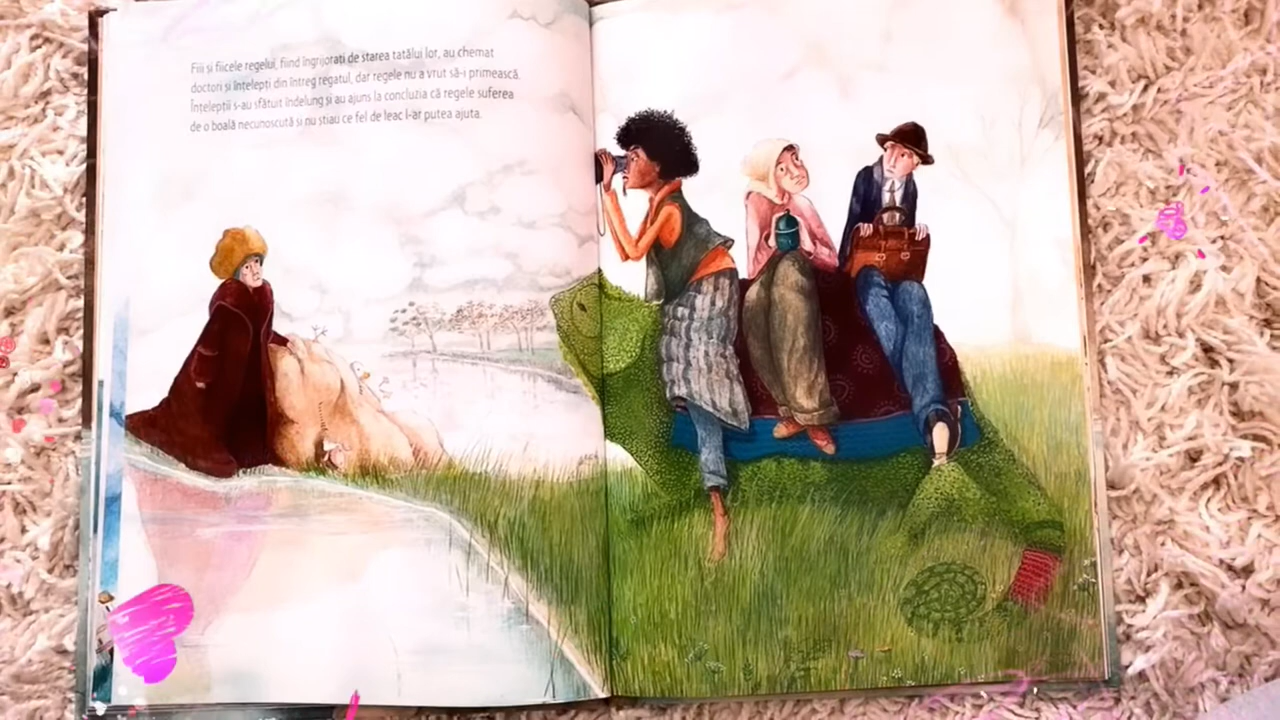 Fiii și fiicele regelui, fiind îngrijorați de starea tatălui lor, au chemat
doctori și înțelepți din întreg regatul, dar regele nu a vrut să-i primească.
Înțelepții s-au sfătuit îndelung și au ajuns la concluzia că regele suferea
de o boală necunoscută și nu știau ce fel de leac l-ar putea ajuta.